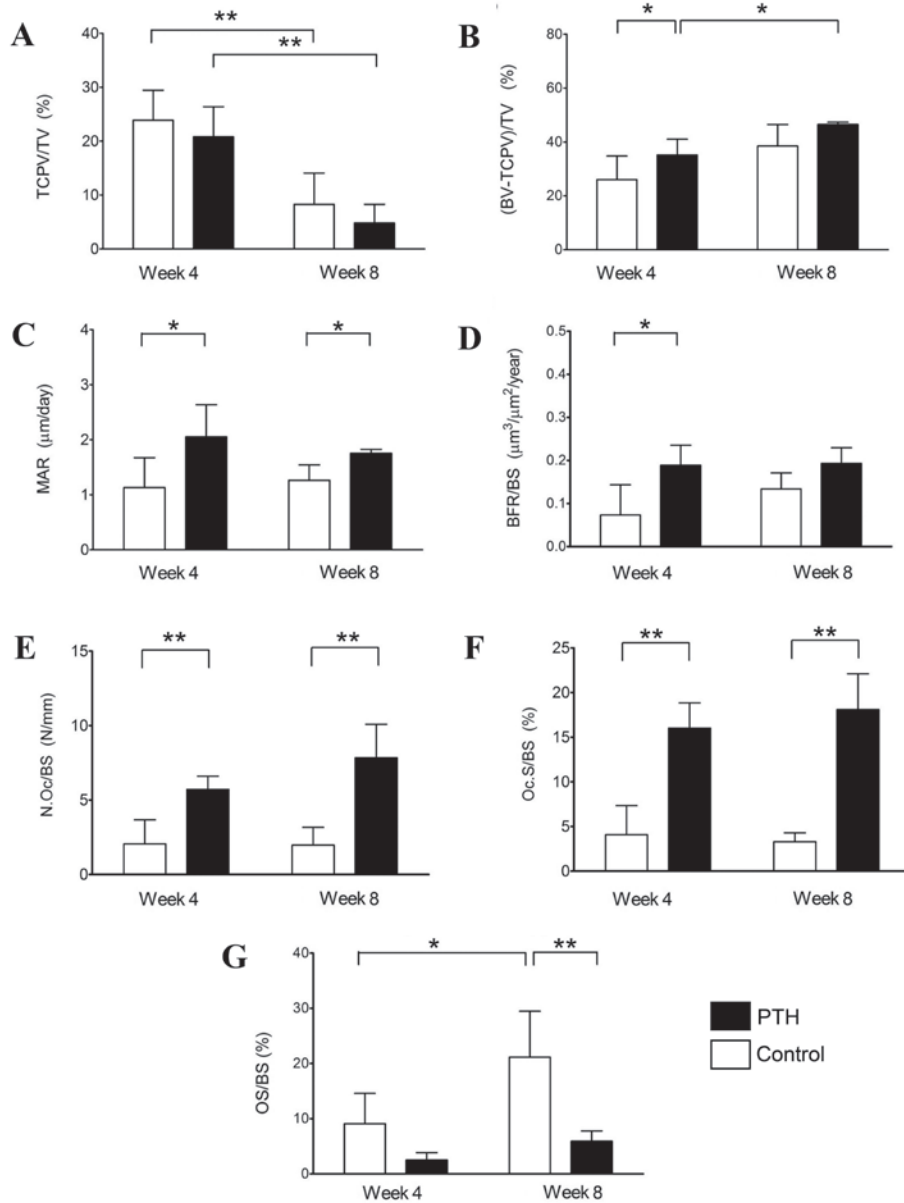 A
TCPV/TV (%)
40
30
20
10
0
**
**
Week 4
Week 8
B
(BV-TCPV)/TV (%)
80
60
40
20
0
*
*
Week 4
Week 8
C
MAR (μm/day)
4
3
2
1
0
*
*
Week 4
Week 8
D
BFR/BS (μm³/μm²/year)
0.5
0.4
0.3
0.2
0.1
0.0
*
Week 4
Week 8
E
N.Oc/BS (N/mm)
15
10
5
0
**
**
Week 4
Week 8
F
Oc.S/BS (%)
25
20
15
10
5
0
**
**
Week 4
Week 8
G
OS/BS (%)
40
30
20
10
0
*
**
Week 4
Week 8
PTH
Control